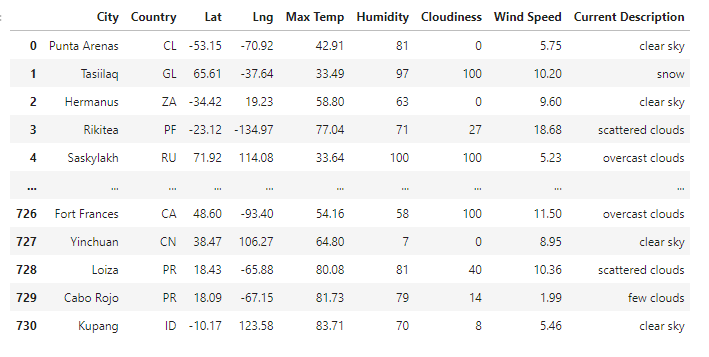 City Country Lat Lng Max Temp Humidity Cloudiness Wind Speed Current Description
0 Punta Arenas CL -53.15 -70.92 42.91 81 0 5.75 clear sky
1 Tasiilaq GL 65.61 -37.64 33.49 97 100 10.20 snow
2 Hermanus ZA -34.42 19.23 58.80 63 0 9.60 clear sky
3 Rikitea PF -23.12 -134.97 77.04 71 27 18.68 scattered clouds
4 Saskylakh RU 71.92 114.08 33.64 100 100 5.23 overcast clouds
... ... ... ... ... ... ... ... ... ...
726 Fort Frances CA 48.60 -93.40 54.16 58 100 11.50 overcast clouds
727 Yinchuan CN 38.47 106.27 64.80 7 0 8.95 clear sky
728 Loiza PR 18.43 -65.88 80.08 81 40 10.36 scattered clouds
729 Cabo Rojo PR 18.09 -67.15 81.73 79 14 1.99 few clouds
730 Kupang ID -10.17 123.58 83.71 70 8 5.46 clear sky